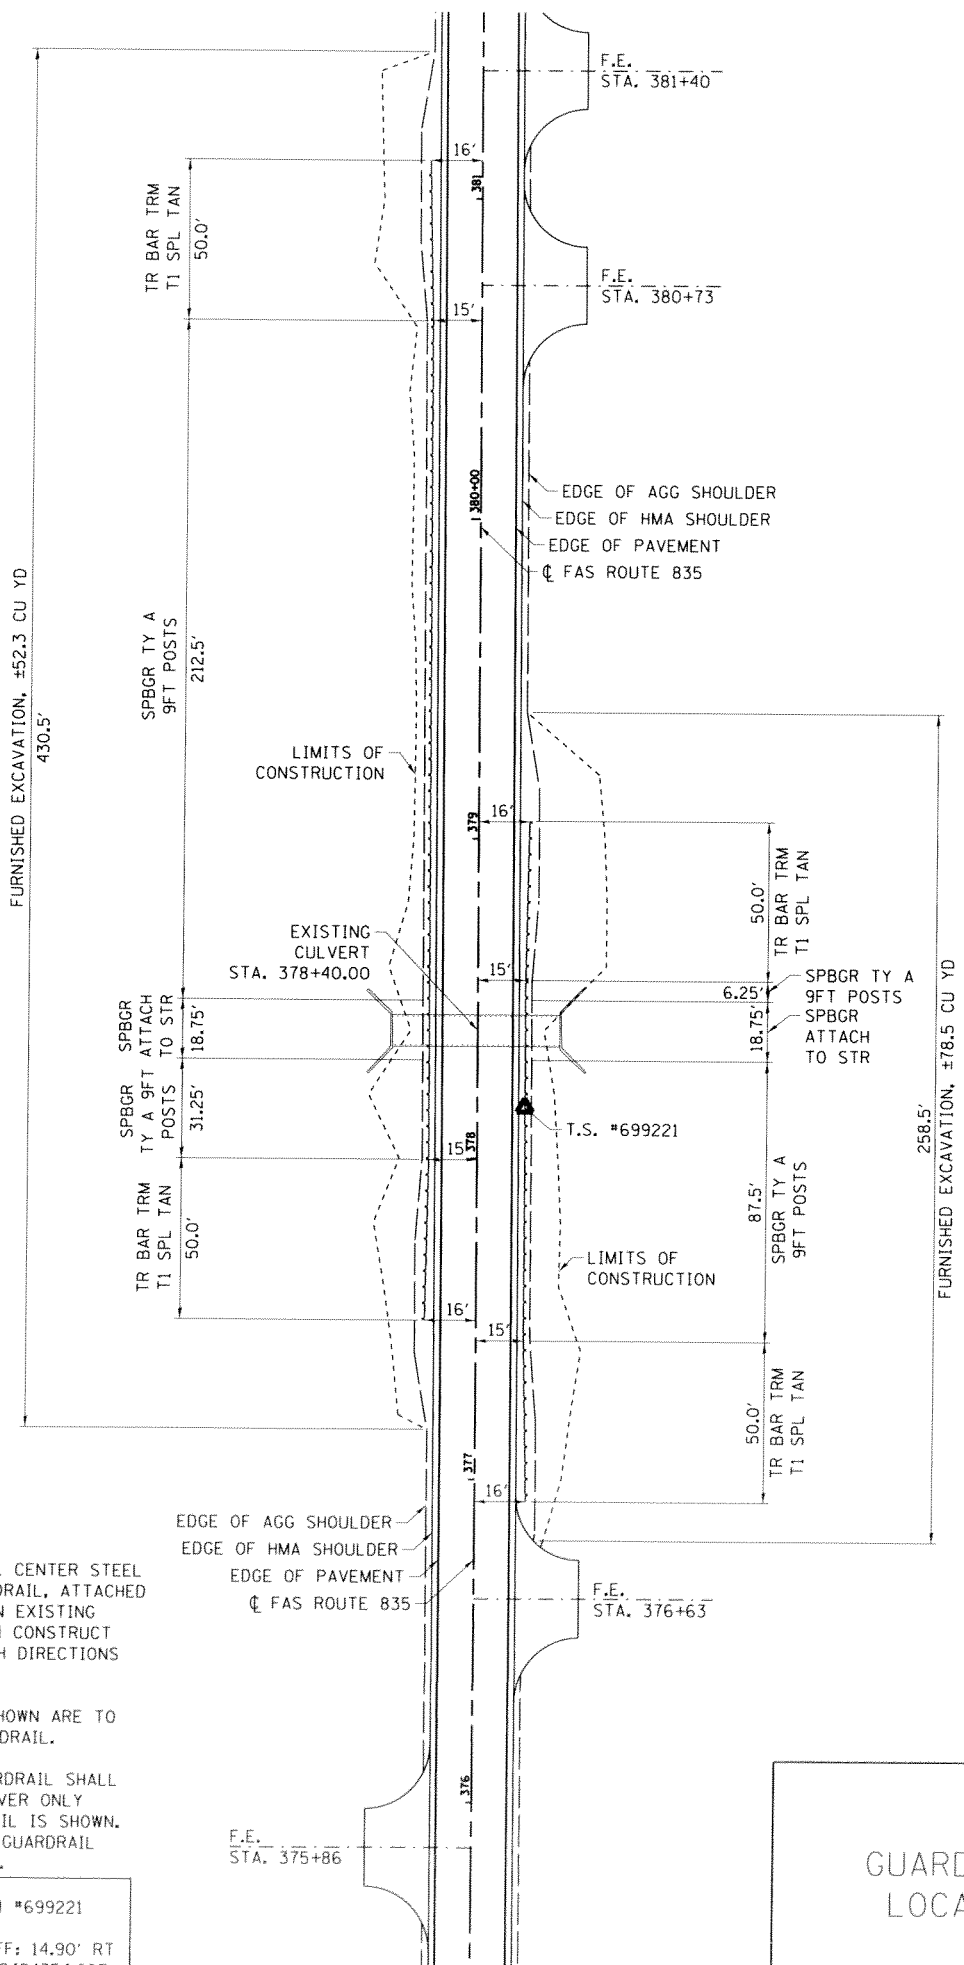 F.E.
STA. 381+40
16'
381
TR BAR TRM
T1 SPL TAN
50.0'
F.E.
STA. 380+73
15'
380+00
EDGE OF AGG SHOULDER
EDGE OF HMA SHOULDER
EDGE OF PAVEMENT
℄ FAS ROUTE 835
FURNISHED EXCAVATION, ±52.3 CU YD
430.5'
SPBGR TY A
9FT POSTS
212.5'
LIMITS OF
CONSTRUCTION
16'
379
50.0'
TR BAR TRM
T1 SPL TAN
EXISTING
CULVERT
STA. 378+40.00
15'
6.25'
SPBGR TY A
9FT POSTS
18.75'
SPBGR
ATTACH
TO STR
SPBGR
ATTACH
TO STR
18.75'
SPBGR
TY A 9FT
POSTS
31.25'
T.S. #699221
15'
378
87.5'
SPBGR TY A
9FT POSTS
FURNISHED EXCAVATION, ±78.5 CU YD
258.5'
TR BAR TRM
T1 SPL TAN
50.0'
LIMITS OF
CONSTRUCTION
16'
15'
50.0'
TR BAR TRM
T1 SPL TAN
377
16'
EDGE OF AGG SHOULDER
EDGE OF HMA SHOULDER
EDGE OF PAVEMENT
℄ FAS ROUTE 835
F.E.
STA. 376+63
CENTER STEEL
DRAIL, ATTACHED
N EXISTING
CONSTRUCT
H DIRECTIONS
HOWN ARE TO
DRAIL.
RDRAIL SHALL
VER ONLY
IL IS SHOWN.
GUARDRAIL
376
F.E.
STA. 375+86
#699221
FF: 14.90' RT
GUARD
LOCA